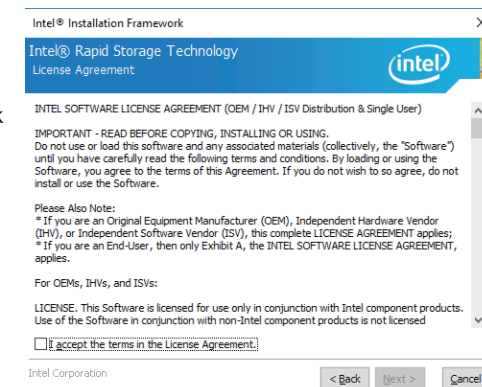 Intel® Installation Framework
Intel® Rapid Storage Technology
License Agreement
intel
INTEL SOFTWARE LICENSE AGREEMENT (OEM / IHV / ISV Distribution & Single User)
IMPORTANT - READ BEFORE COPYING, INSTALLING OR USING.
Do not use or load this software and any associated materials (collectively, the "Software")
until you have carefully read the following terms and conditions. By loading or using the
Software, you agree to the terms of this Agreement. If you do not wish to so agree, do not
install or use the Software.
Please Also Note:
* If you are an Original Equipment Manufacturer (OEM), Independent Hardware Vendor
(IHV), or Independent Software Vendor (ISV), this complete LICENSE AGREEMENT applies;
* If you are an End-User, then only Exhibit A, the INTEL SOFTWARE LICENSE AGREEMENT,
applies.
For OEMs, IHVs, and ISVs:
LICENSE. This Software is licensed for use only in conjunction with Intel component products.
Use of the Software in conjunction with non-Intel component products is not licensed
I accept the terms in the License Agreement.
Intel Corporation
< Back Next > Cancel